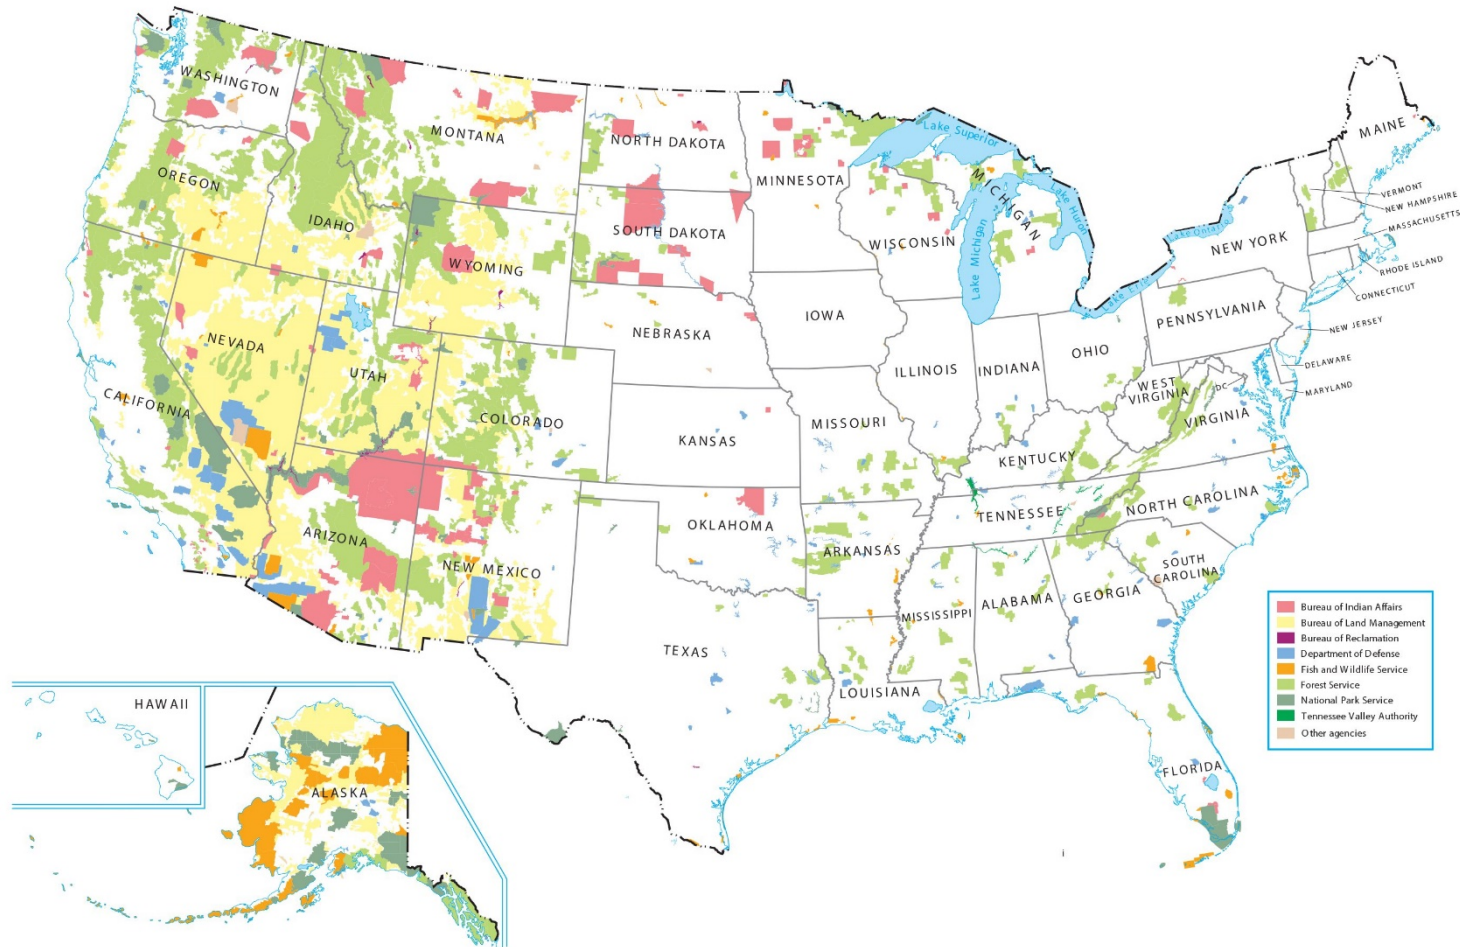 WASHINGTON
MONTANA
NORTH DAKOTA
MINNESOTA
Lake Superior
MAINE
OREGON
IDAHO
WYOMING
SOUTH DAKOTA
WISCONSIN
MICHIGAN
Lake Michigan
Lake Huron
Lake Ontario
Lake Erie
NEW YORK
VERMONT
NEW HAMPSHIRE
MASSACHUSETTS
RHODE ISLAND
CONNECTICUT
NEW JERSEY
DELAWARE
MARYLAND
NEVADA
UTAH
COLORADO
NEBRASKA
IOWA
ILLINOIS
INDIANA
OHIO
PENNSYLVANIA
WEST
VIRGINIA
DC
VIRGINIA
CALIFORNIA
KANSAS
MISSOURI
KENTUCKY
ARIZONA
NEW MEXICO
OKLAHOMA
ARKANSAS
TENNESSEE
NORTH CAROLINA
SOUTH
CAROLINA
TEXAS
LOUISIANA
MISSISSIPPI
ALABAMA
GEORGIA
FLORIDA
HAWAII
ALASKA
Bureau of Indian Affairs
Bureau of Land Management
Bureau of Reclamation
Department of Defense
Fish and Wildlife Service
Forest Service
National Park Service
Tennessee Valley Authority
Other agencies